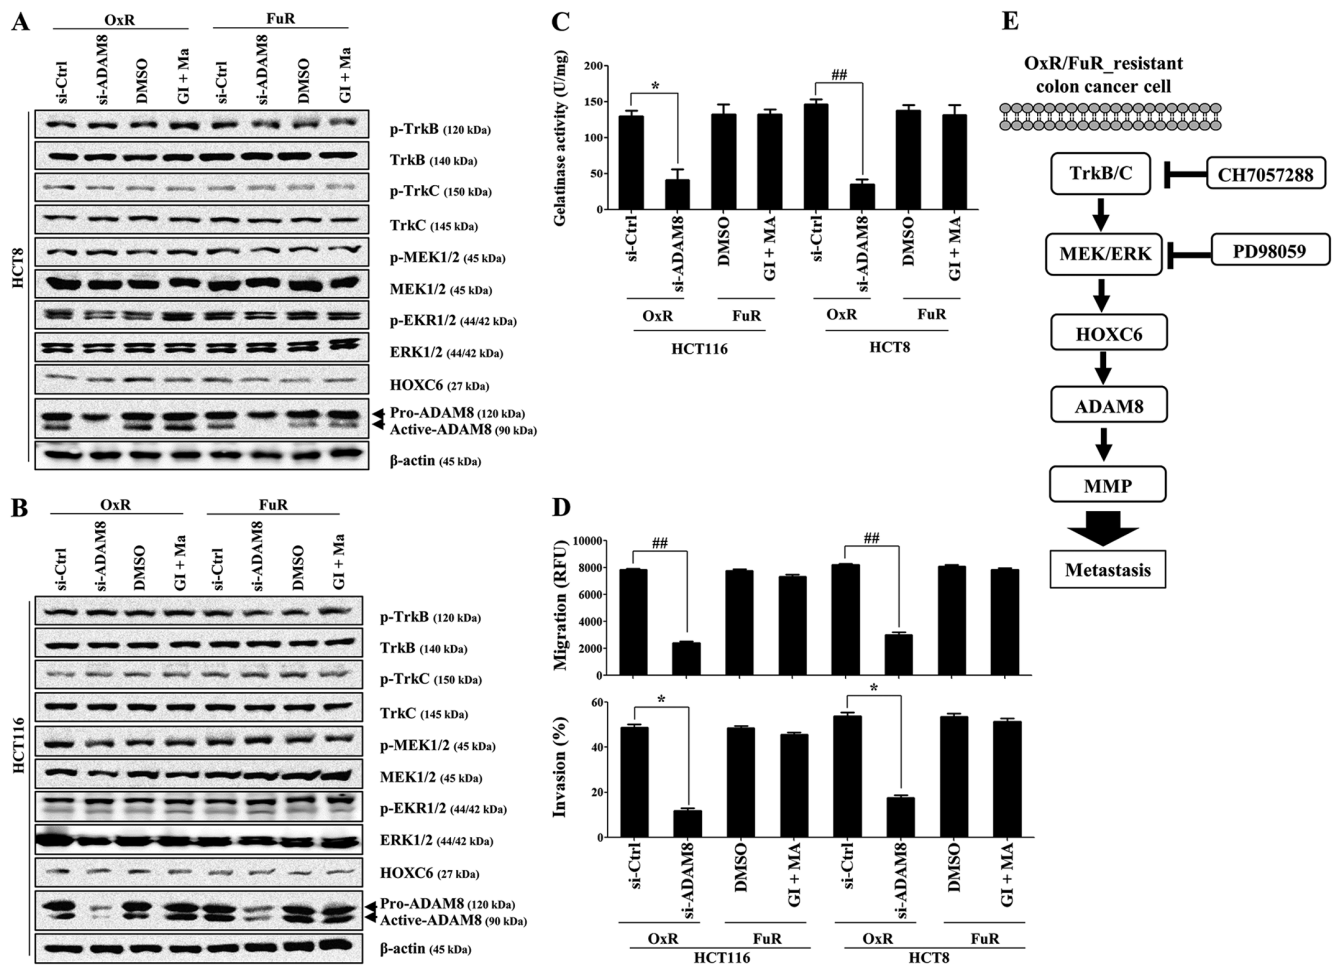 A
OxR
FuR
si-Ctrl
si-ADAM8
DMSO
GI + Ma
si-Ctrl
si-ADAM8
DMSO
GI + Ma
HCT8
p-TrkB (120 kDa)
TrkB (140 kDa)
p-TrkC (150 kDa)
TrkC (145 kDa)
p-MEK1/2 (45 kDa)
MEK1/2 (45 kDa)
p-EKR1/2 (44/42 kDa)
ERK1/2 (44/42 kDa)
HOXC6 (27 kDa)
Pro-ADAM8 (120 kDa)
Active-ADAM8 (90 kDa)
β-actin (45 kDa)
B
OxR
FuR
si-Ctrl
si-ADAM8
DMSO
GI + Ma
si-Ctrl
si-ADAM8
DMSO
GI + Ma
HCT116
p-TrkB (120 kDa)
TrkB (140 kDa)
p-TrkC (150 kDa)
TrkC (145 kDa)
p-MEK1/2 (45 kDa)
MEK1/2 (45 kDa)
p-EKR1/2 (44/42 kDa)
ERK1/2 (44/42 kDa)
HOXC6 (27 kDa)
Pro-ADAM8 (120 kDa)
Active-ADAM8 (90 kDa)
β-actin (45 kDa)
C
Gelatinase activity (U/mg)
200
150
100
50
0
*
##
si-Ctrl
si-ADAM8
DMSO
GI + MA
si-Ctrl
si-ADAM8
DMSO
GI + MA
OxR
FuR
OxR
FuR
HCT116
HCT8
D
Migration (RFU)
10000
8000
6000
4000
2000
0
##
##
Invasion (%)
60
40
20
0
*
*
si-Ctrl
si-ADAM8
DMSO
GI + MA
si-Ctrl
si-ADAM8
DMSO
GI + MA
OxR
FuR
OxR
FuR
HCT116
HCT8
E
OxR/FuR_resistant
colon cancer cell
TrkB/C
CH7057288
MEK/ERK
PD98059
HOXC6
ADAM8
MMP
Metastasis